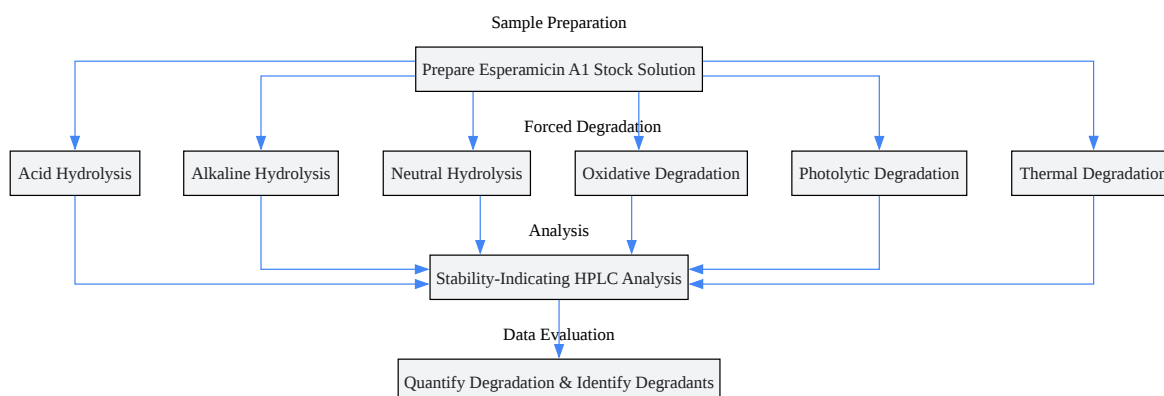 Sample Preparation
Prepare Esperamicin A1 Stock Solution
Forced Degradation
Acid Hydrolysis
Alkaline Hydrolysis
Neutral Hydrolysis
Oxidative Degradation
Photolytic Degradation
Thermal Degradation
Analysis
Stability-Indicating HPLC Analysis
Data Evaluation
Quantify Degradation & Identify Degradants